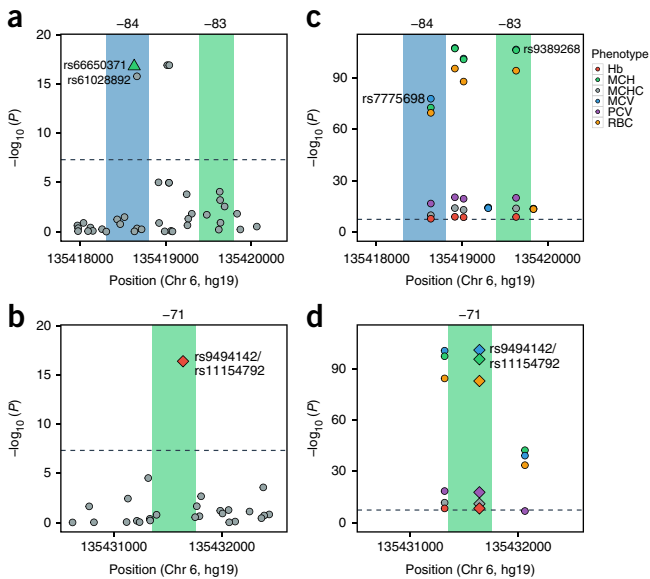 a
−84
−83
20
15
10
5
0
−log10 (P)
rs66650371
rs61028892
135418000
135419000
135420000
Position (Chr 6, hg19)
c
−84
−83
90
60
30
0
−log10 (P)
rs7775698
rs9389268
135418000
135419000
135420000
Position (Chr 6, hg19)
Phenotype
Hb
MCH
MCHC
MCV
PCV
RBC
b
−71
20
15
10
5
0
−log10 (P)
rs9494142/
rs11154792
135431000
135432000
Position (Chr 6, hg19)
d
−71
90
60
30
0
−log10 (P)
rs9494142/
rs11154792
135431000
135432000
Position (Chr 6, hg19)